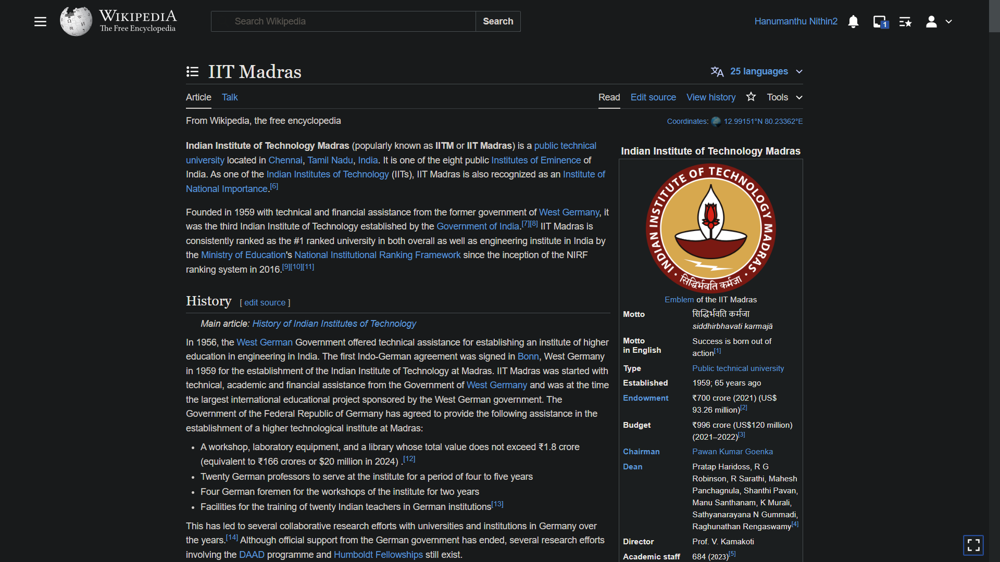 WIKIPEDIA
The Free Encyclopedia
Search Wikipedia
Search
Hanumanthu Nithin2
1
IIT Madras
25 languages
Article
Talk
Read
Edit source
View history
Tools
From Wikipedia, the free encyclopedia
Coordinates: 12.99151°N 80.23362°E
Indian Institute of Technology Madras (popularly known as IITM or IIT Madras) is a public technical
university located in Chennai, Tamil Nadu, India. It is one of the eight public Institutes of Eminence of
India. As one of the Indian Institutes of Technology (IITs), IIT Madras is also recognized as an Institute of
National Importance.[6]
Founded in 1959 with technical and financial assistance from the former government of West Germany, it
was the third Indian Institute of Technology established by the Government of India.[7][8] IIT Madras is
consistently ranked as the #1 ranked university in both overall as well as engineering institute in India by
the Ministry of Education's National Institutional Ranking Framework since the inception of the NIRF
ranking system in 2016.[9][10][11]
History [ edit source ]
Main article: History of Indian Institutes of Technology
In 1956, the West German Government offered technical assistance for establishing an institute of higher
education in engineering in India. The first Indo-German agreement was signed in Bonn, West Germany
in 1959 for the establishment of the Indian Institute of Technology at Madras. IIT Madras was started with
technical, academic and financial assistance from the Government of West Germany and was at the time
the largest international educational project sponsored by the West German government. The
Government of the Federal Republic of Germany has agreed to provide the following assistance in the
establishment of a higher technological institute at Madras:
• A workshop, laboratory equipment, and a library whose total value does not exceed ₹1.8 crore
(equivalent to ₹166 crores or $20 million in 2024) .[12]
• Twenty German professors to serve at the institute for a period of four to five years
• Four German foremen for the workshops of the institute for two years
• Facilities for the training of twenty Indian teachers in German institutions[13]
This has led to several collaborative research efforts with universities and institutions in Germany over
the years.[14] Although official support from the German government has ended, several research efforts
involving the DAAD programme and Humboldt Fellowships still exist.
Indian Institute of Technology Madras
INDIAN INSTITUTE OF TECHNOLOGY MADRAS
सिद्धिर्भवति कर्मजा
Emblem of the IIT Madras
Motto
सिद्धिर्भवति कर्मजा
siddhirbhavati karmajā
Motto
in English
Success is born out of
action[1]
Type
Public technical university
Established
1959; 65 years ago
Endowment
₹700 crore (2021) (US$
93.26 million)[2]
Budget
₹996 crore (US$120 million)
(2021–2022)[3]
Chairman
Pawan Kumar Goenka
Dean
Pratap Haridoss, R G
Robinson, R Sarathi, Mahesh
Panchagnula, Shanthi Pavan,
Manu Santhanam, K Murali,
Sathyanarayana N Gummadi,
Raghunathan Rengaswamy[4]
Director
Prof. V. Kamakoti
Academic staff
684 (2023)[5]